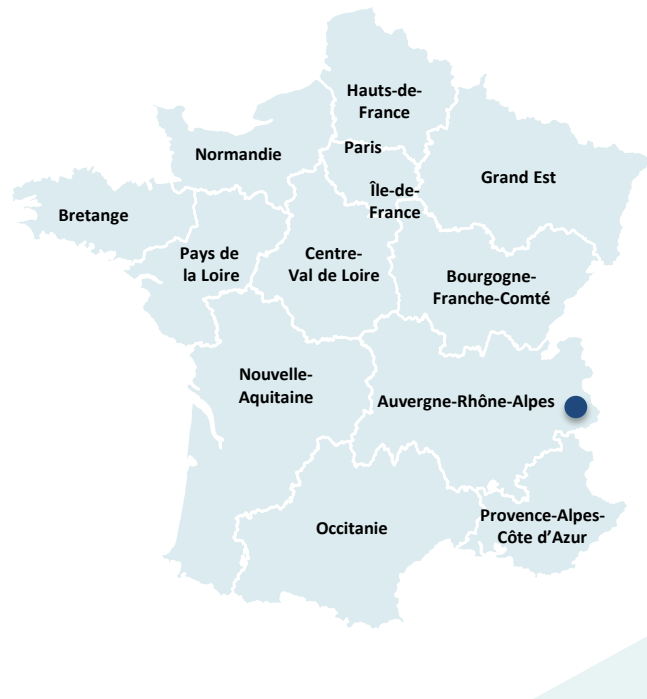 Hauts-de-
France
Paris
Normandie
Île-de-
France
Grand Est
Bretange
Pays de
la Loire
Centre-
Val de Loire
Bourgogne-
Franche-Comté
Nouvelle-
Aquitaine
Auvergne-Rhône-Alpes
Occitanie
Provence-Alpes-
Côte d’Azur